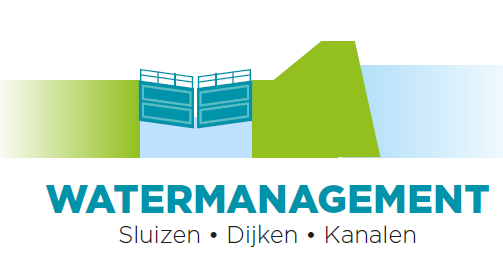 WATERMANAGEMENT
Sluizen • Dijken • Kanalen